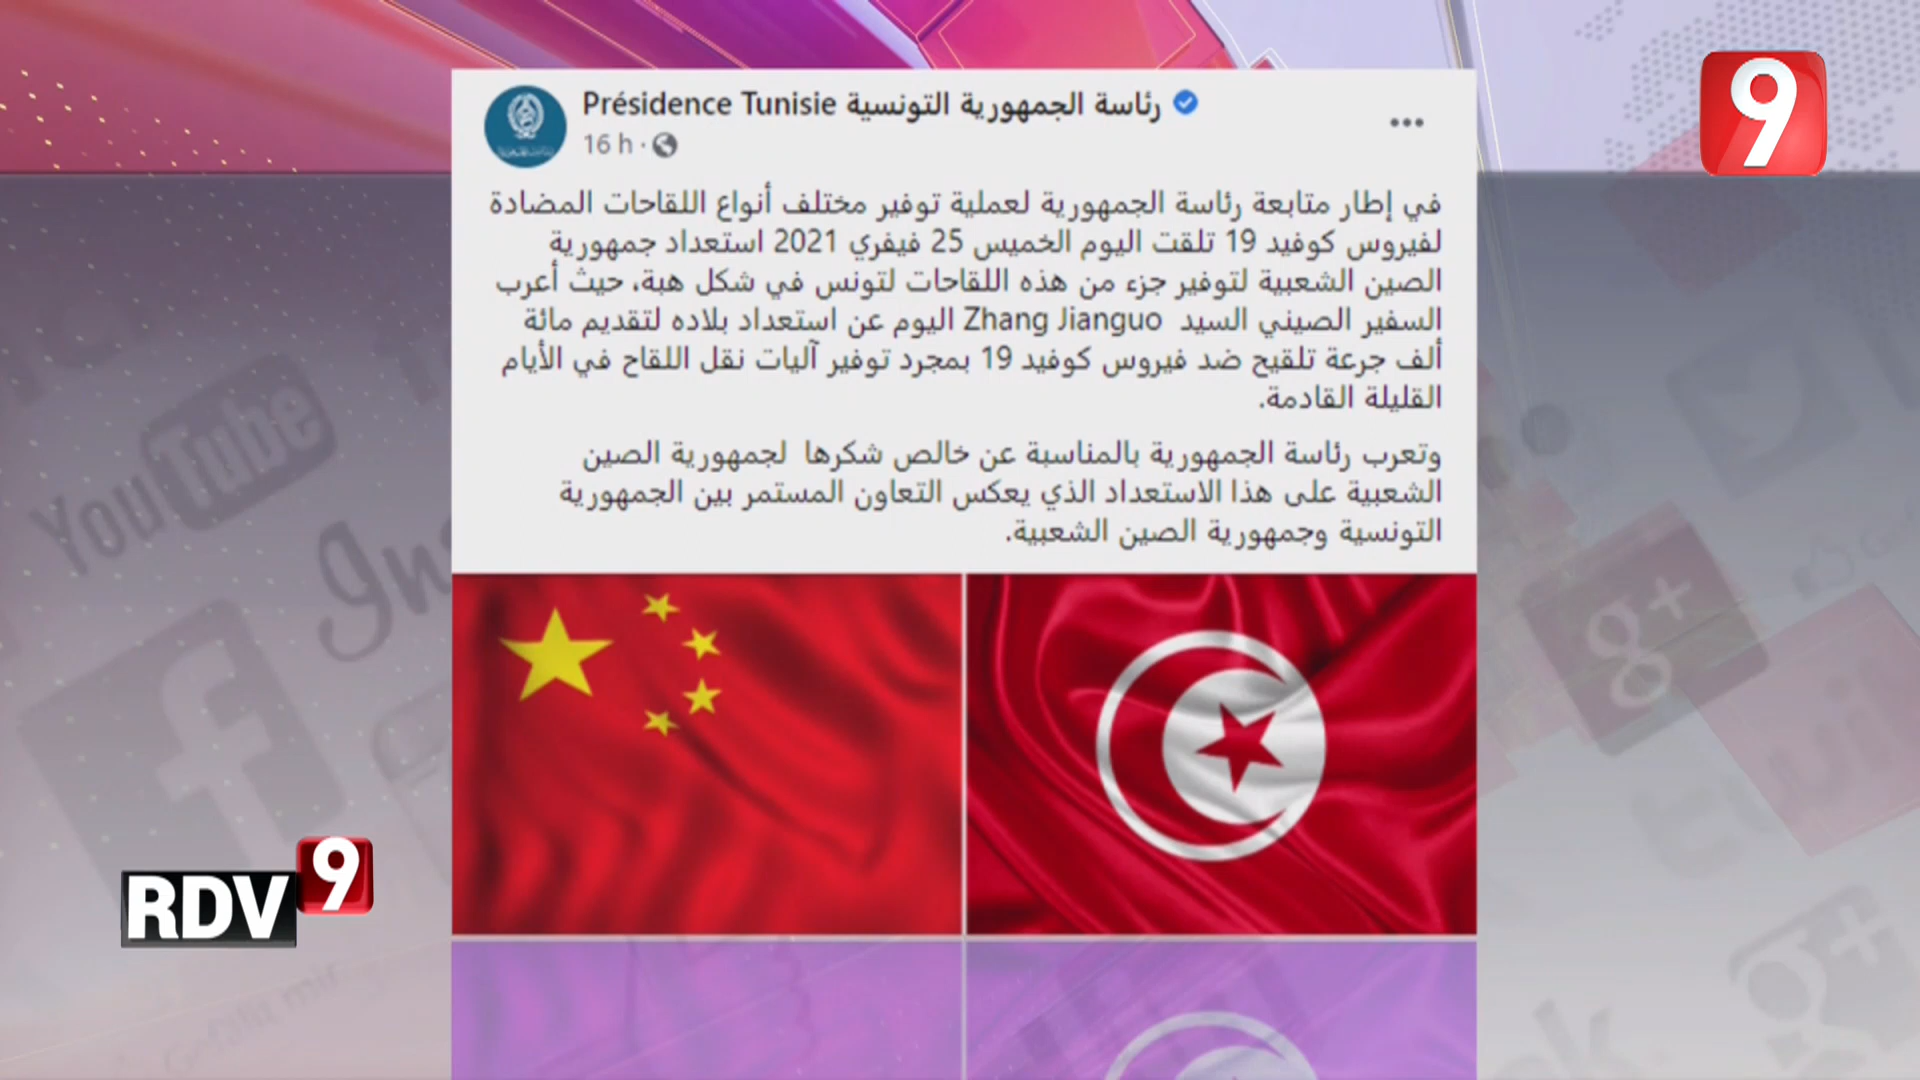 9
Présidence Tunisie رئاسة الجمهورية التونسية
16 h
في إطار متابعة رئاسة الجمهورية لعملية توفير مختلف أنواع اللقاحات المضادة
لفيروس كوفيد 19 تلقت اليوم الخميس 25 فيفري 2021 استعداد جمهورية
الصين الشعبية لتوفير جزء من هذه اللقاحات لتونس في شكل هبة، حيث أعرب
السفير الصيني السيد Zhang Jianguo اليوم عن استعداد بلاده لتقديم مائة
ألف جرعة تلقيح ضد فيروس كوفيد 19 بمجرد توفير آليات نقل اللقاح في الأيام
القليلة القادمة.
وتعرب رئاسة الجمهورية بالمناسبة عن خالص شكرها لجمهورية الصين
الشعبية على هذا الاستعداد الذي يعكس التعاون المستمر بين الجمهورية
التونسية وجمهورية الصين الشعبية.
YouTube
f
g+
RDV 9
g+